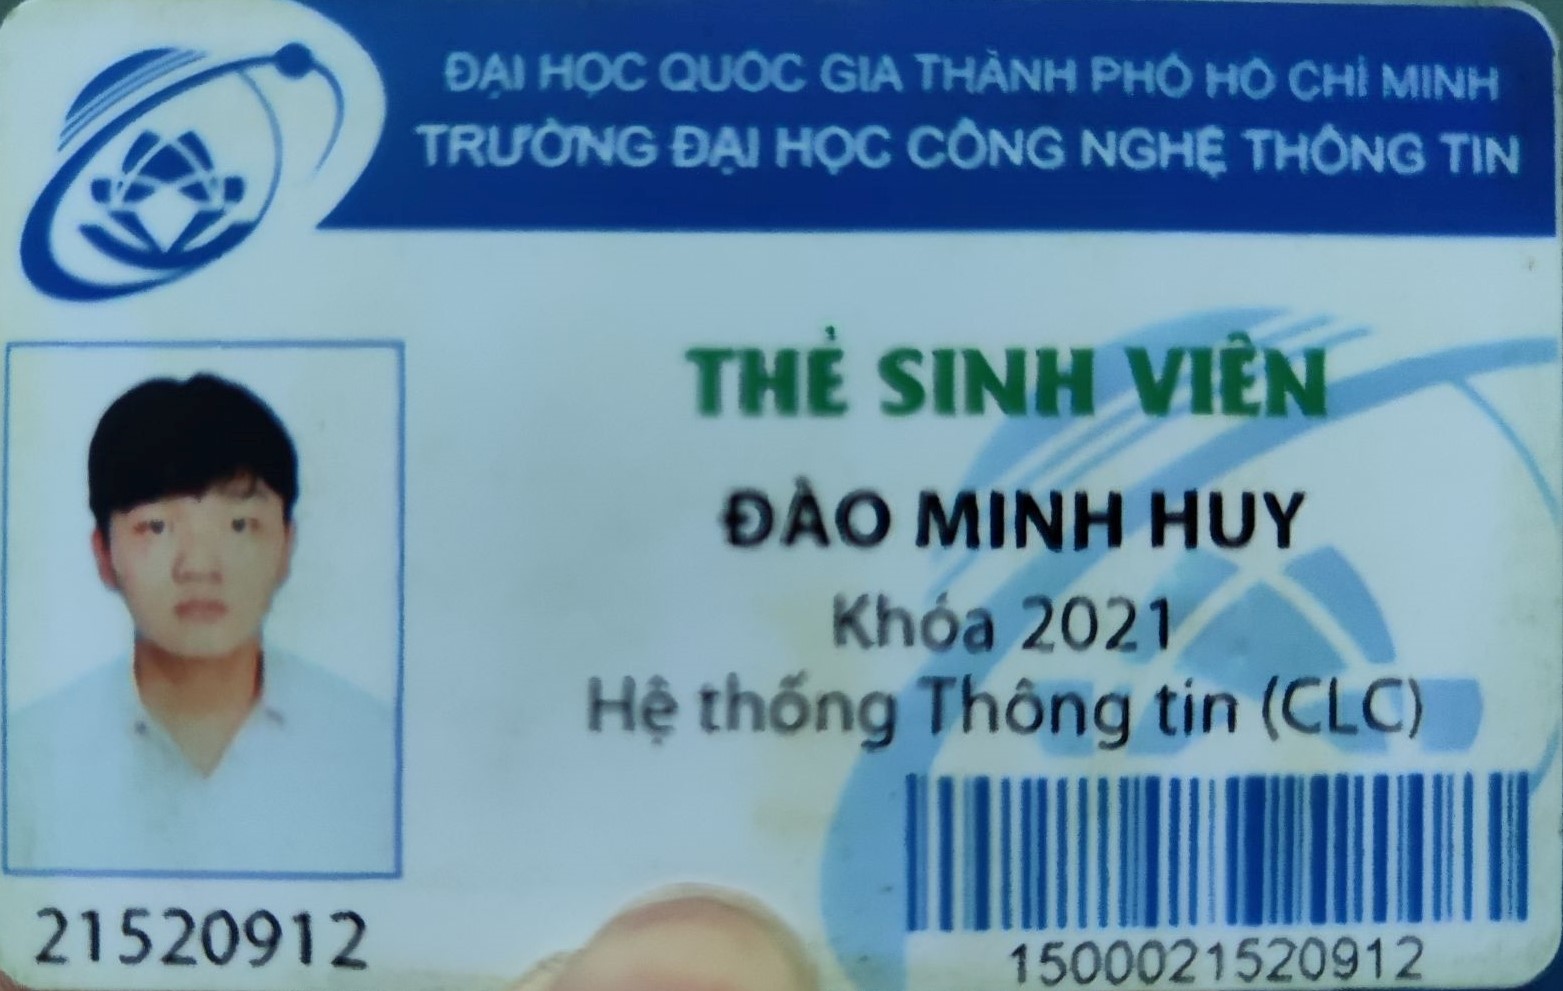 ĐẠI HỌC QUỐC GIA THÀNH PHỐ HỒ CHÍ MINH
TRƯỜNG ĐẠI HỌC CÔNG NGHỆ THÔNG TIN
THẺ SINH VIÊN
ĐÀO MINH HUY
Khóa 2021
Hệ thống Thông tin (CLC)
21520912
1500021520912